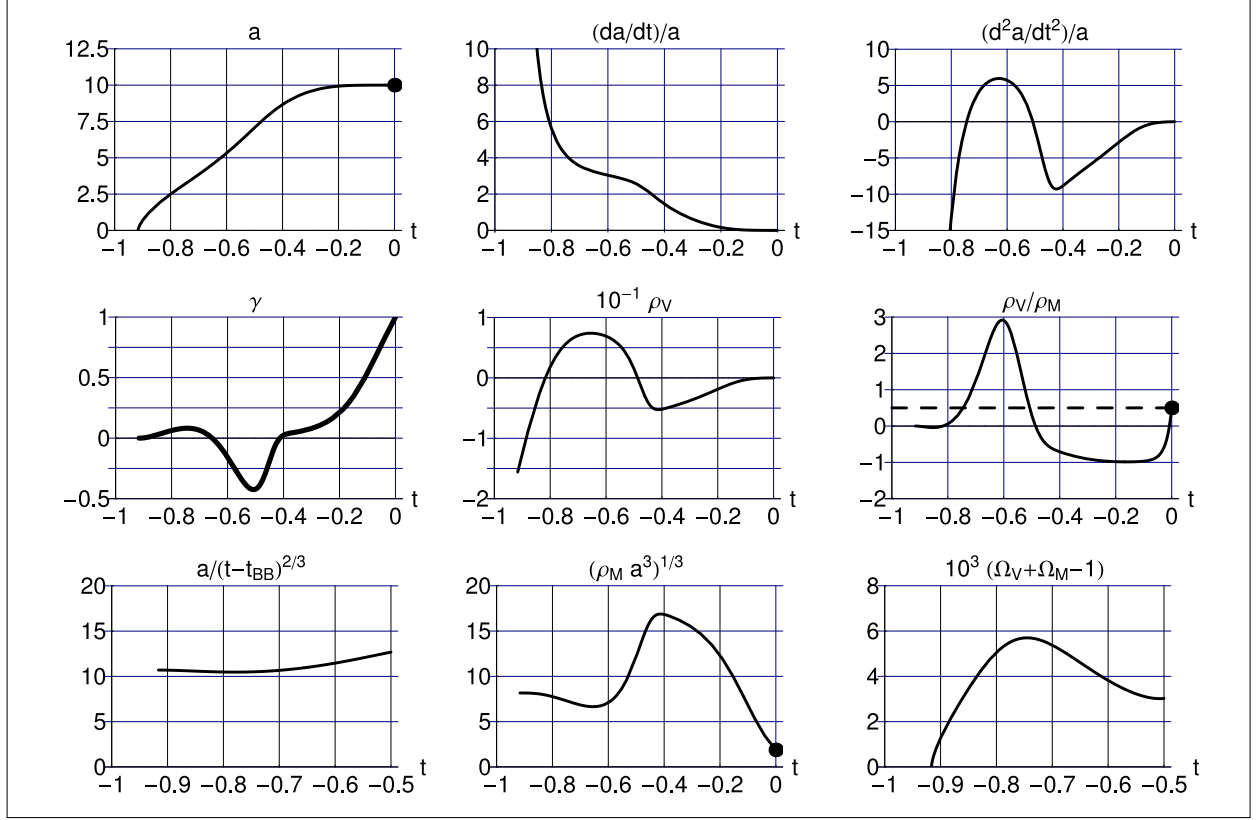 a (da/dt)/a (d²a/dt²)/a
12.5 10 10
10 8 5
7.5 6 0
5 4 −5
2.5 2 −10
0 0 −15
−1 −0.8 −0.6 −0.4 −0.2 0 t −1 −0.8 −0.6 −0.4 −0.2 0 t −1 −0.8 −0.6 −0.4 −0.2 0 t
γ 10⁻¹ ρV ρV/ρM
1 1 3
0.5 0 2
0 −1 1
−0.5 −2 0
−1
−2
−1 −0.8 −0.6 −0.4 −0.2 0 t −1 −0.8 −0.6 −0.4 −0.2 0 t −1 −0.8 −0.6 −0.4 −0.2 0 t
a/(t−tBB)^2/3 (ρM a³)^1/3 10³ (ΩV+ΩM−1)
20 20 8
15 15 6
10 10 4
5 5 2
0 0 0
−1 −0.9 −0.8 −0.7 −0.6 −0.5 t −1 −0.8 −0.6 −0.4 −0.2 0 t −1 −0.9 −0.8 −0.7 −0.6 −0.5 t